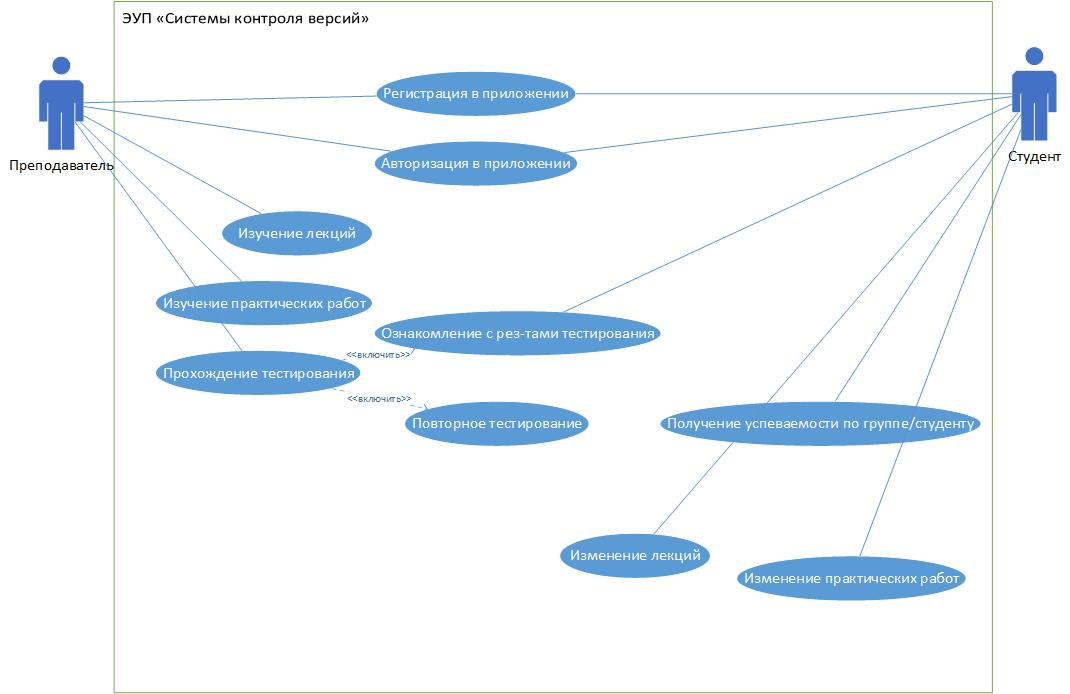 ЭУП «Системы контроля версий»
Регистрация в приложении
Авторизация в приложении
Преподаватель
Студент
Изучение лекций
Изучение практических работ
Ознакомление с рез-тами тестирования
<<включить>>
Прохождение тестирования
<<включить>>
Повторное тестирование
Получение успеваемости по группе/студенту
Изменение лекций
Изменение практических работ